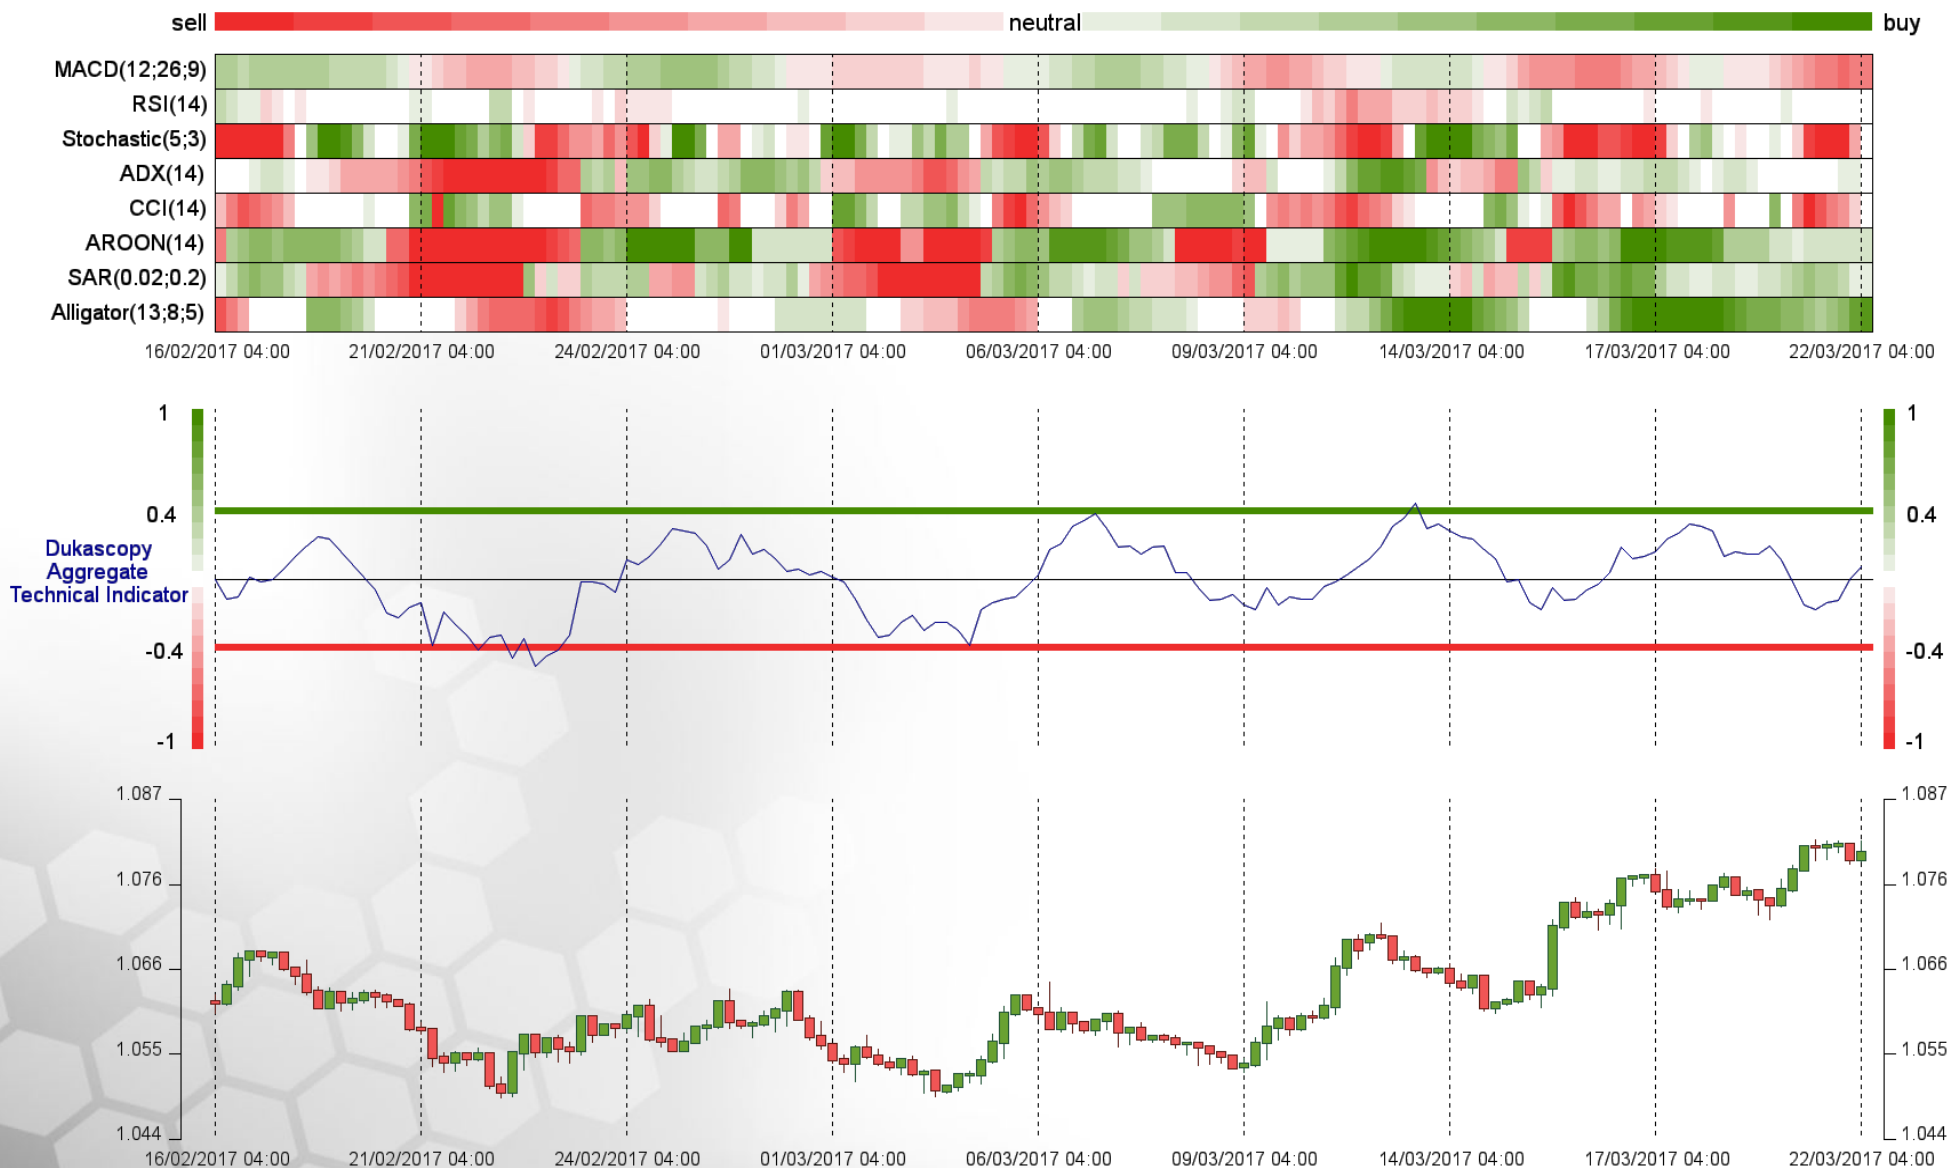 sell neutral buy
MACD(12;26;9)
RSI(14)
Stochastic(5;3)
ADX(14)
CCI(14)
AROON(14)
SAR(0.02;0.2)
Alligator(13;8;5)
16/02/2017 04:00 21/02/2017 04:00 24/02/2017 04:00 01/03/2017 04:00 06/03/2017 04:00 09/03/2017 04:00 14/03/2017 04:00 17/03/2017 04:00 22/03/2017 04:00
1 1
0.4 0.4
Dukascopy
Aggregate
Technical Indicator
-0.4 -0.4
-1 -1
1.087 1.087
1.076 1.076
1.066 1.066
1.055 1.055
1.044 1.044
16/02/2017 04:00 21/02/2017 04:00 24/02/2017 04:00 01/03/2017 04:00 06/03/2017 04:00 09/03/2017 04:00 14/03/2017 04:00 17/03/2017 04:00 22/03/2017 04:00